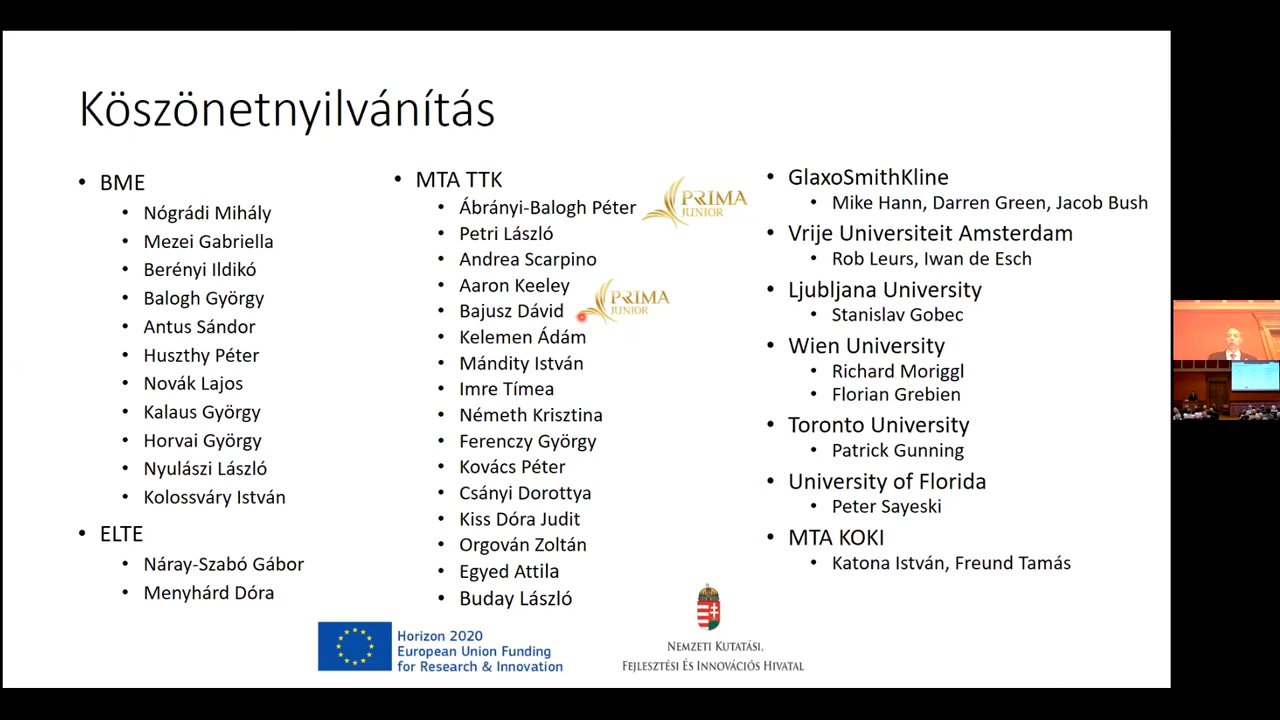 Köszönetnyilvánítás
• BME
• Nógrádi Mihály
• Mezei Gabriella
• Berényi Ildikó
• Balogh György
• Antus Sándor
• Huszthy Péter
• Novák Lajos
• Kalaus György
• Horvai György
• Nyulászi László
• Kolossváry István
• ELTE
• Náray-Szabó Gábor
• Menyhárd Dóra
• MTA TTK
• Ábrányi-Balogh Péter
PRIMA
JUNIOR
• Petri László
• Andrea Scarpino
• Aaron Keeley
• Bajusz Dávid
PRIMA
JUNIOR
• Kelemen Ádám
• Mándity István
• Imre Tímea
• Németh Krisztina
• Ferenczy György
• Kovács Péter
• Csányi Dorottya
• Kiss Dóra Judit
• Orgován Zoltán
• Egyed Attila
• Buday László
• GlaxoSmithKline
• Mike Hann, Darren Green, Jacob Bush
• Vrije Universiteit Amsterdam
• Rob Leurs, Iwan de Esch
• Ljubljana University
• Stanislav Gobec
• Wien University
• Richard Moriggl
• Florian Grebien
• Toronto University
• Patrick Gunning
• University of Florida
• Peter Sayeski
• MTA KOKI
• Katona István, Freund Tamás
Horizon 2020
European Union Funding
for Research & Innovation
NEMZETI KUTATÁSI,
FEJLESZTÉSI ÉS INNOVÁCIÓS HIVATAL